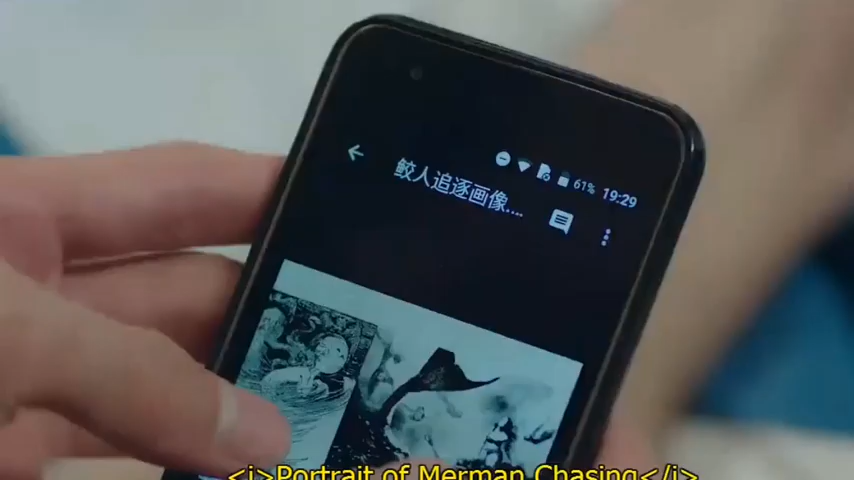 61% 19:29
鲛人追逐画像....
<i>Portrait of Merman Chasing</i>